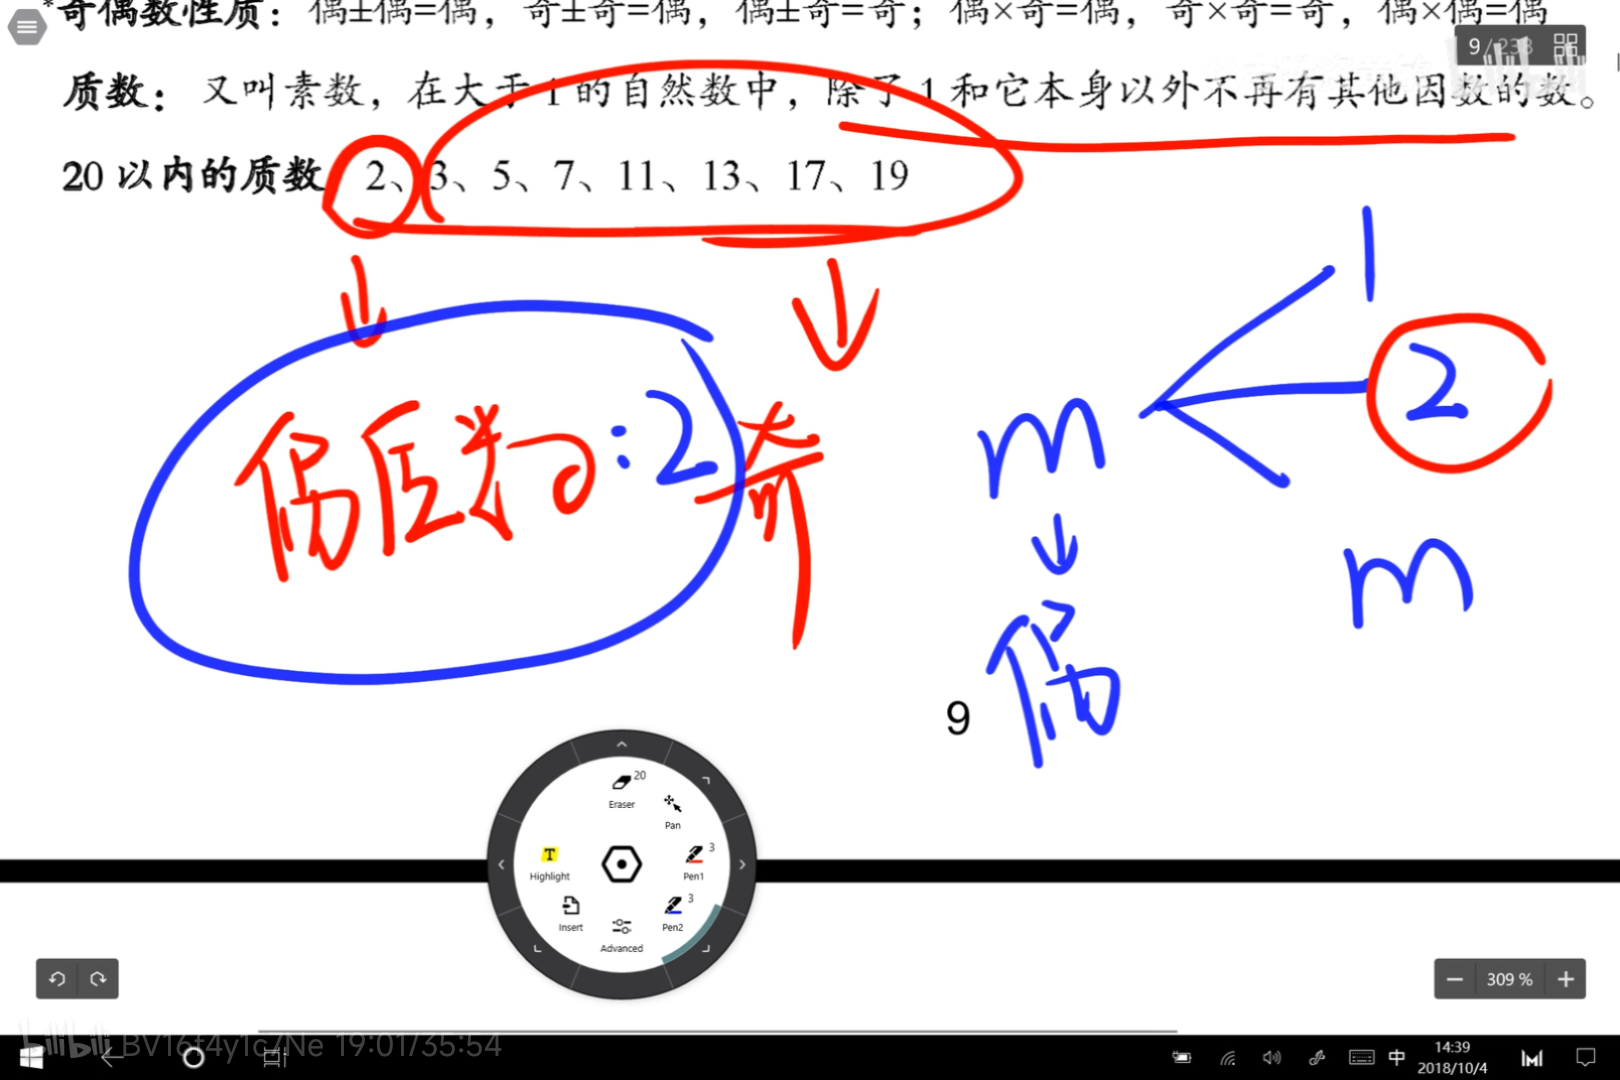 *奇偶数性质：偶±偶=偶，奇±奇=偶，偶±奇=奇；偶×奇=偶，奇×奇=奇，偶×偶=偶
9 / 233
质数：又叫素数，在大于1的自然数中，除了1和它本身以外不再有其他因数的数。
20以内的质数 2、3、5、7、11、13、17、19
1
2
m
m
偶质数:2
奇
偶
9
20
Eraser
Pan
3
Pen1
Highlight
3
Pen2
Insert
Advanced
309 %
bilibili BV16f4y1c7Ne 19:01/35:54
中
14:39
2018/10/4